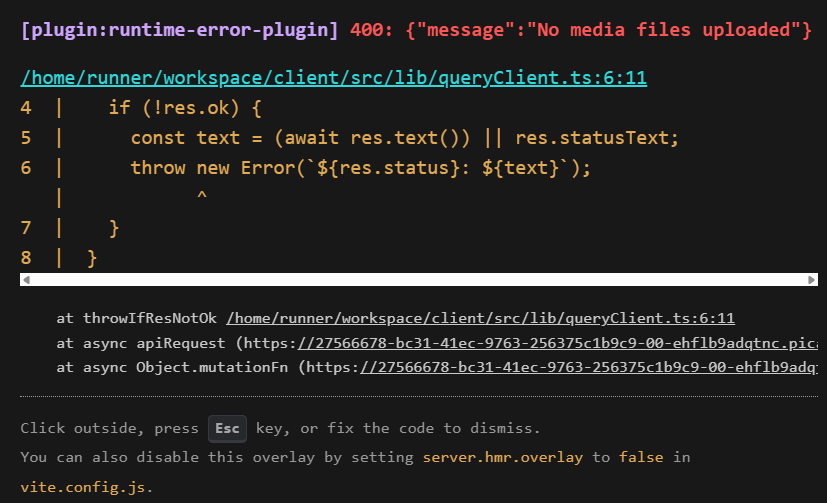 [plugin:runtime-error-plugin] 400: {"message":"No media files uploaded"}
/home/runner/workspace/client/src/lib/queryClient.ts:6:11
4  |    if (!res.ok) {
5  |      const text = (await res.text()) || res.statusText;
6  |      throw new Error(`${res.status}: ${text}`);
   |            ^
7  |    }
8  |  }
at throwIfResNotOk /home/runner/workspace/client/src/lib/queryClient.ts:6:11
at async apiRequest (https://27566678-bc31-41ec-9763-256375c1b9c9-00-ehflb9adqtnc.pica
at async Object.mutationFn (https://27566678-bc31-41ec-9763-256375c1b9c9-00-ehflb9adq
Click outside, press Esc key, or fix the code to dismiss.
You can also disable this overlay by setting server.hmr.overlay to false in
vite.config.js.